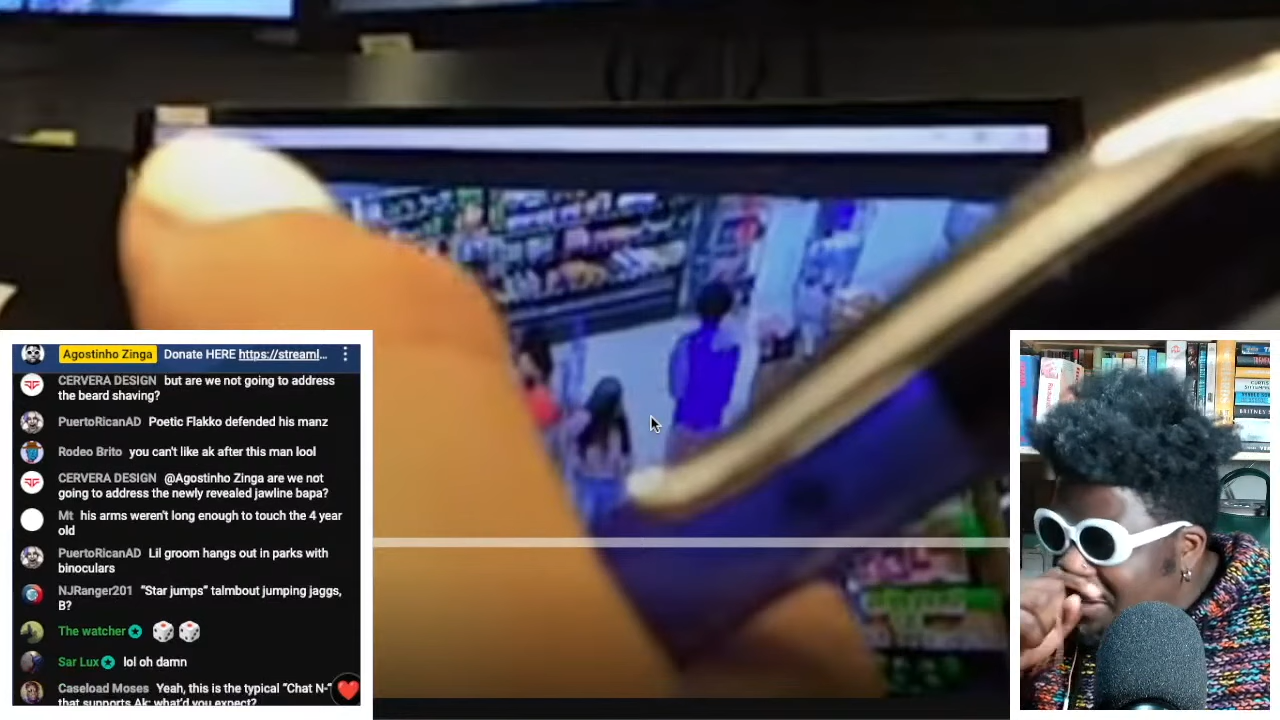 Agostinho Zinga Donate HERE https://streaml...
CERVERA DESIGN but are we not going to address
the beard shaving?
PuertoRicanAD Poetic Flakko defended his manz
Rodeo Brito you can't like ak after this man lool
CERVERA DESIGN @Agostinho Zinga are we not
going to address the newly revealed jawline bapa?
Mt his arms weren't long enough to touch the 4 year
old
PuertoRicanAD Lil groom hangs out in parks with
binoculars
NJRanger201 “Star jumps” talmbout jumping jaggs,
B?
The watcher
Sar Lux lol oh damn
Caseload Moses Yeah, this is the typical “Chat N-
that supports Ak; what'd you expect?